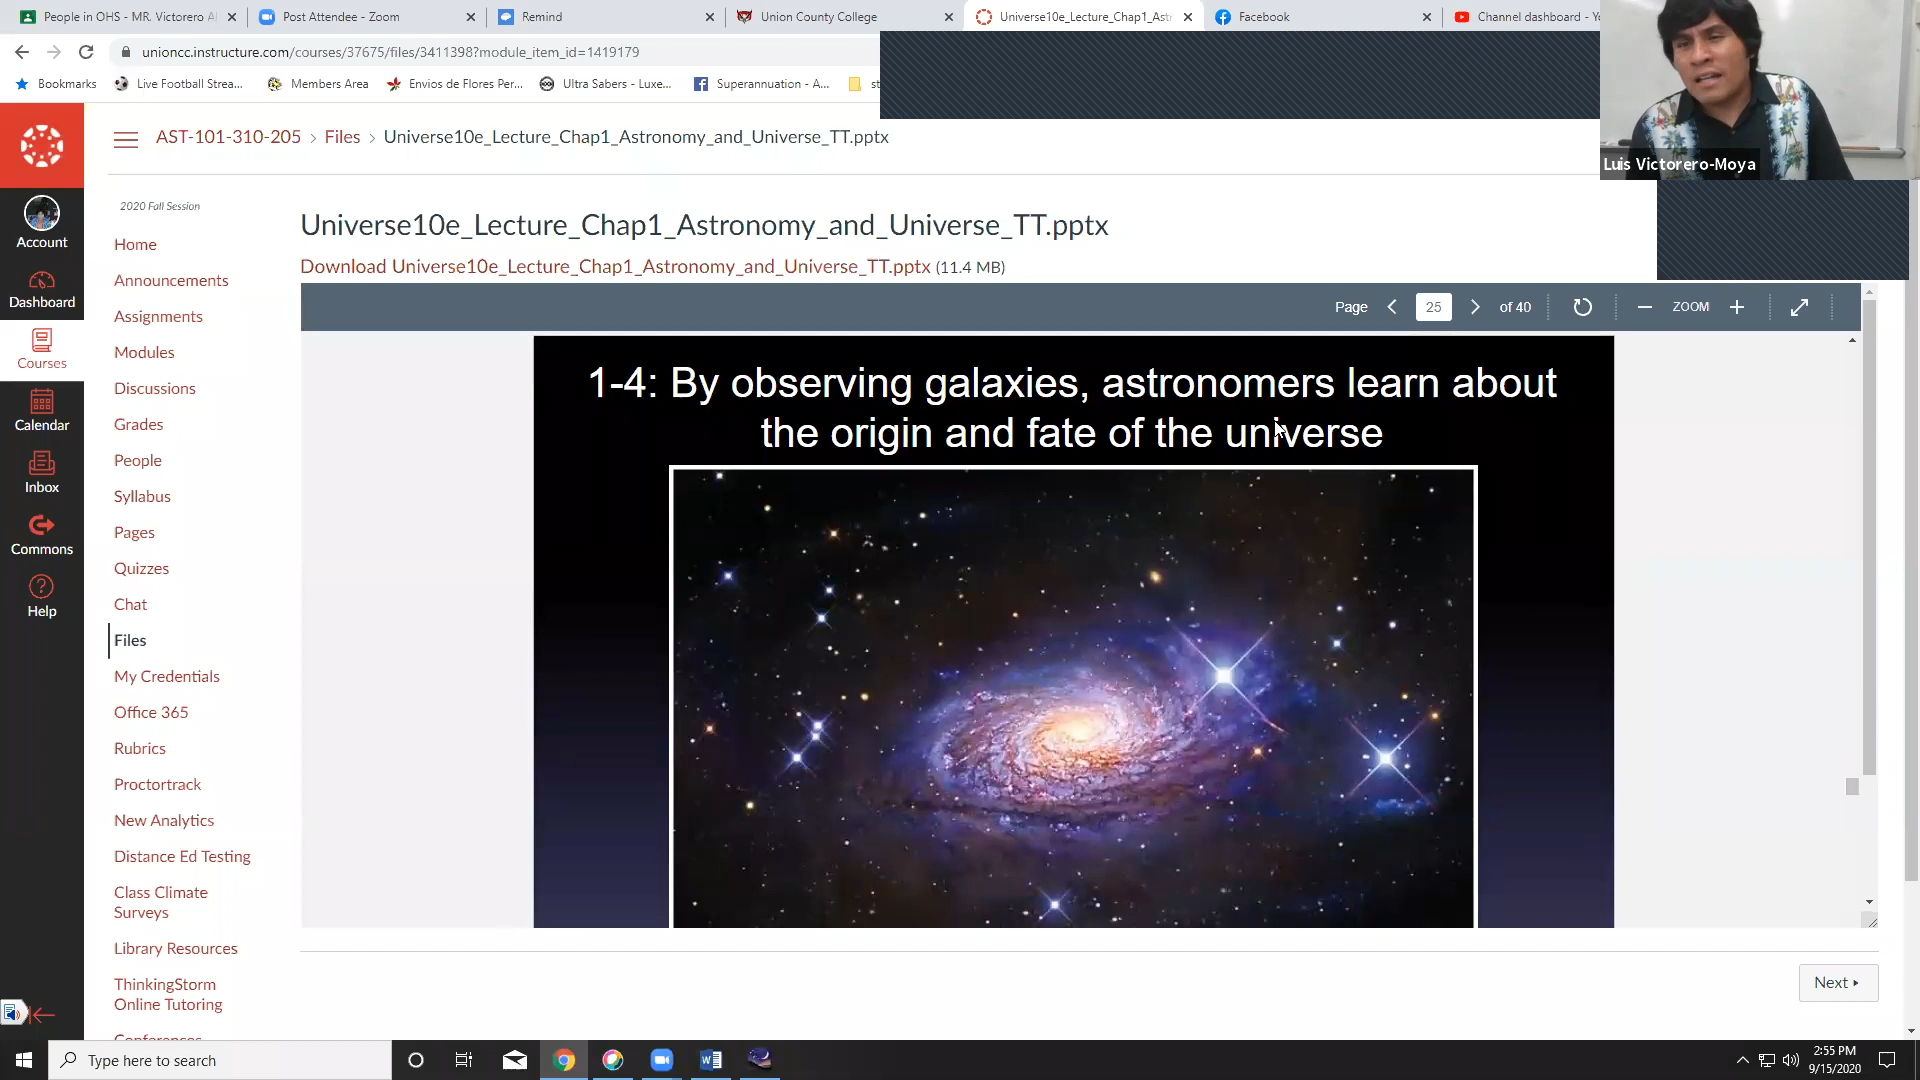 People in OHS - MR. Victorero Al
Post Attendee - Zoom
Remind
Union County College
Universe10e_Lecture_Chap1_Ast
Facebook
Channel dashboard - Yo
unioncc.instructure.com/courses/37675/files/3411398?module_item_id=1419179
Bookmarks
Live Football Strea...
Members Area
Envios de Flores Per...
Ultra Sabers - Luxe...
Superannuation - A...
st
Luis Victorero-Moya
AST-101-310-205 › Files › Universe10e_Lecture_Chap1_Astronomy_and_Universe_TT.pptx
Account
Dashboard
Courses
Calendar
Inbox
Commons
Help
2020 Fall Session
Home
Announcements
Assignments
Modules
Discussions
Grades
People
Syllabus
Pages
Quizzes
Chat
Files
My Credentials
Office 365
Rubrics
Proctortrack
New Analytics
Distance Ed Testing
Class Climate
Surveys
Library Resources
ThinkingStorm
Online Tutoring
Conferences
Universe10e_Lecture_Chap1_Astronomy_and_Universe_TT.pptx
Download Universe10e_Lecture_Chap1_Astronomy_and_Universe_TT.pptx (11.4 MB)
Page 25 of 40 ZOOM
1-4: By observing galaxies, astronomers learn about
the origin and fate of the universe
Next
Type here to search
2:55 PM
9/15/2020